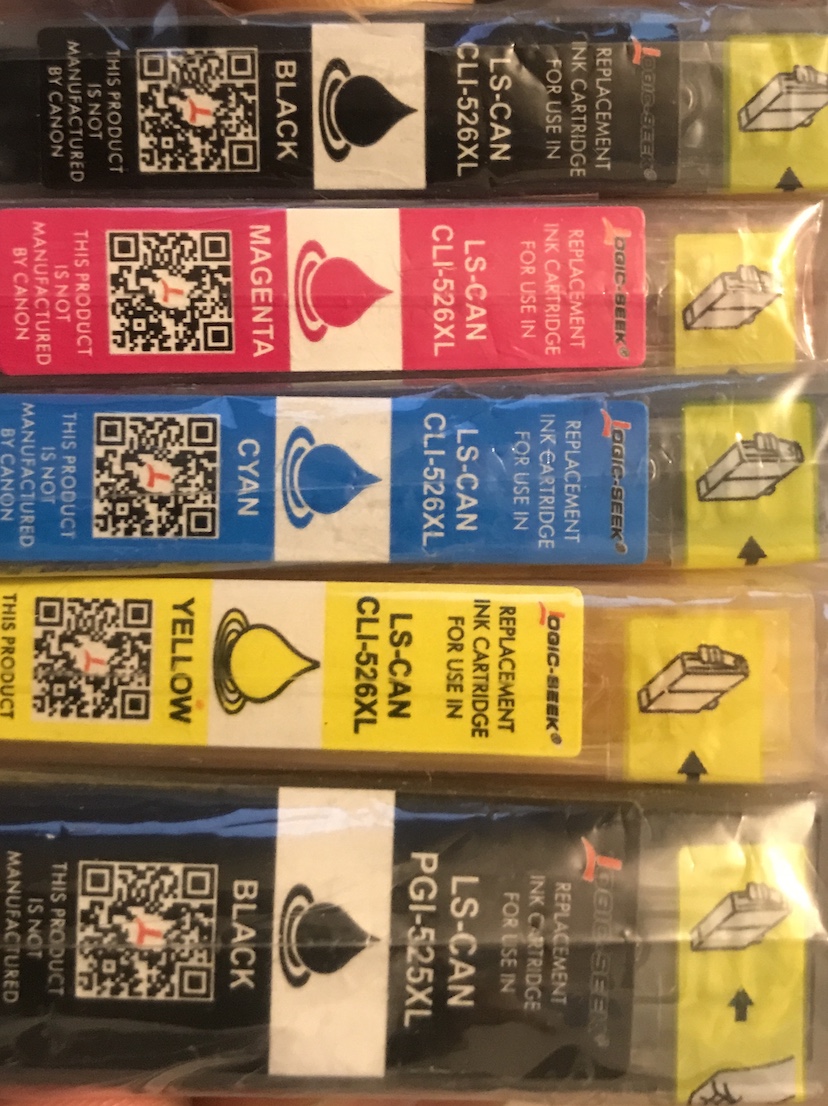 LOGIC-SEEK®
REPLACEMENT
INK CARTRIDGE
FOR USE IN
LS-CAN
CLI-526XL
BLACK
THIS PRODUCT
IS NOT
MANUFACTURED
BY CANON
LOGIC-SEEK®
REPLACEMENT
INK CARTRIDGE
FOR USE IN
LS-CAN
CLI-526XL
MAGENTA
THIS PRODUCT
IS NOT
MANUFACTURED
BY CANON
LOGIC-SEEK®
REPLACEMENT
INK CARTRIDGE
FOR USE IN
LS-CAN
CLI-526XL
CYAN
THIS PRODUCT
IS NOT
MANUFACTURED
BY CANON
LOGIC-SEEK®
REPLACEMENT
INK CARTRIDGE
FOR USE IN
LS-CAN
CLI-526XL
YELLOW
THIS PRODUCT
LOGIC-SEEK®
REPLACEMENT
INK CARTRIDGE
FOR USE IN
LS-CAN
PGI-525XL
BLACK
THIS PRODUCT
IS NOT
MANUFACTURED